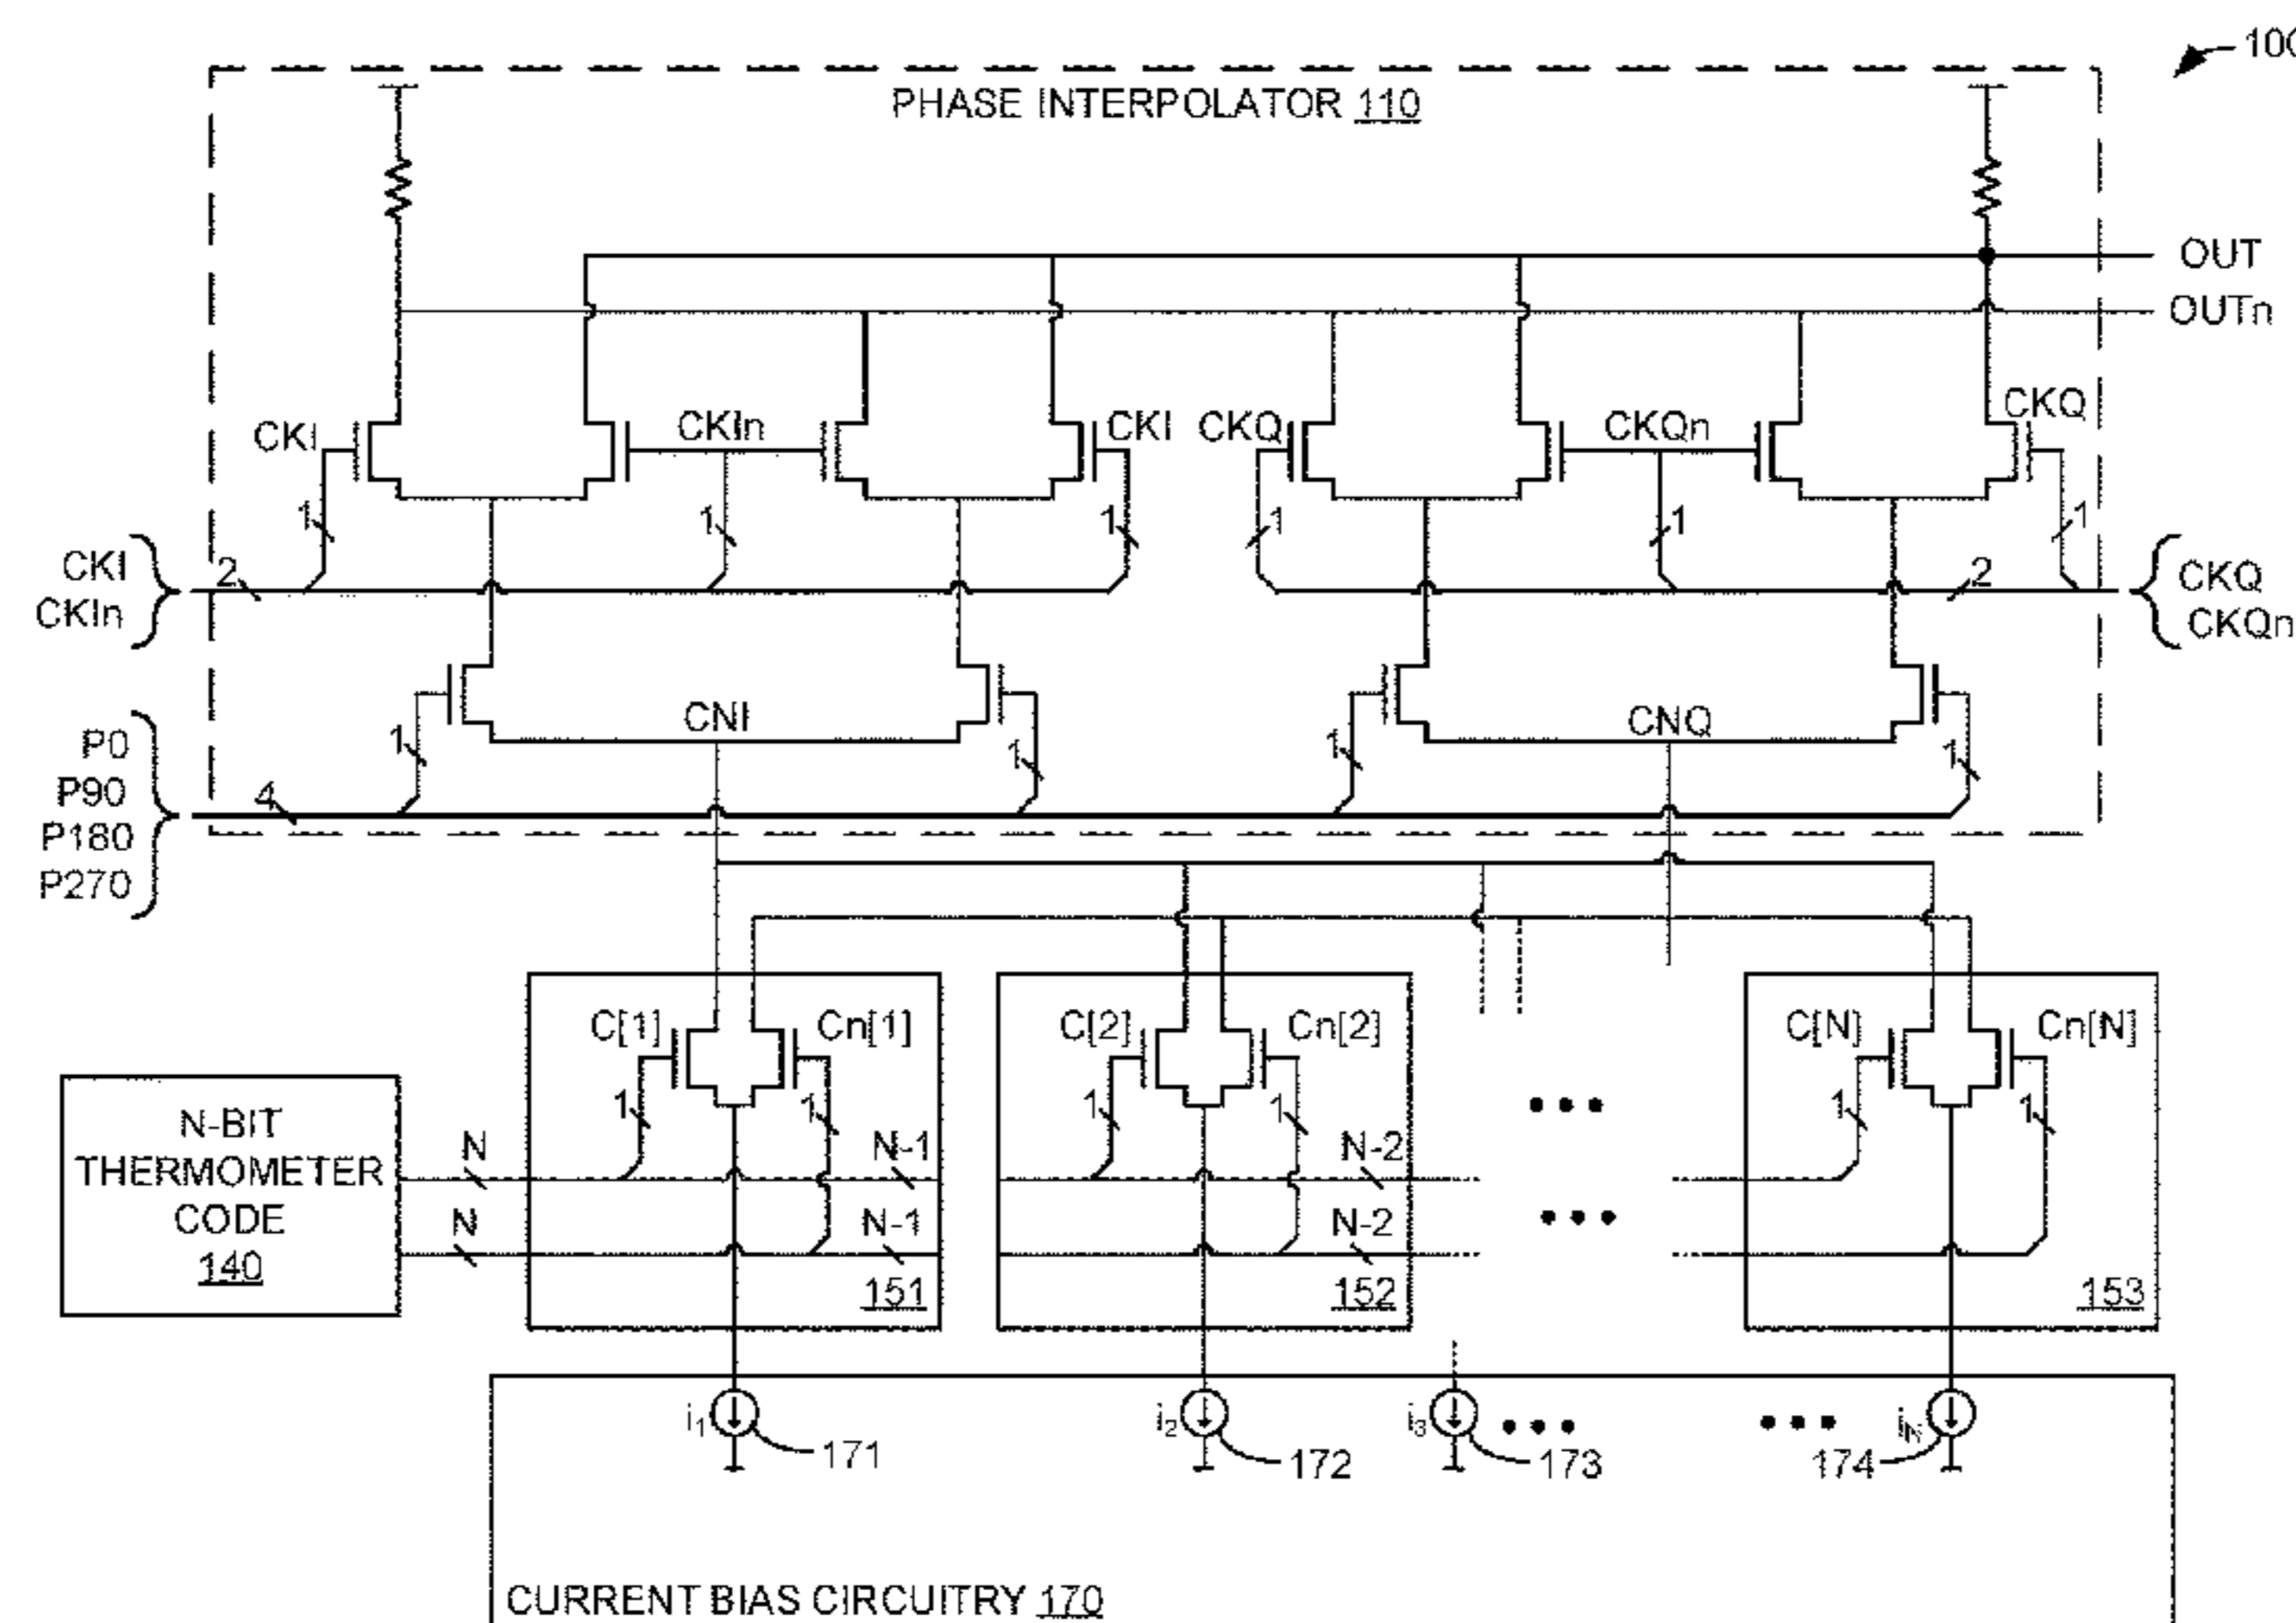 100
PHASE INTERPOLATOR 110
OUT
OUTn
CKI
CKIn
CKI
CKQ
CKQn
CKQ
1
1
1
1
1
1
CKI
CKIn
2
2
CKQ
CKQn
CNI
CNQ
1
1
1
1
P0
P90
P180
P270
4
C[1]
Cn[1]
C[2]
Cn[2]
C[N]
Cn[N]
1
1
1
1
1
1
N-BIT
THERMOMETER
CODE
140
N
N-1
N-2
N
N-1
N-2
151
152
153
i1
i2
i3
iN
171
172
173
174
CURRENT BIAS CIRCUITRY 170